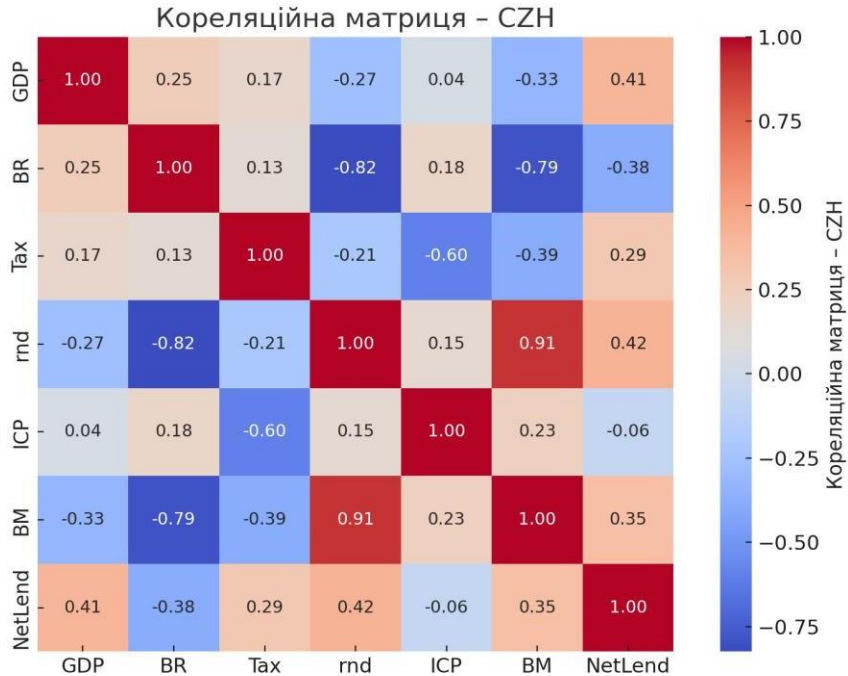 Кореляційна матриця – CZH
GDP 1.00 0.25 0.17 -0.27 0.04 -0.33 0.41
BR 0.25 1.00 0.13 -0.82 0.18 -0.79 -0.38
Tax 0.17 0.13 1.00 -0.21 -0.60 -0.39 0.29
rnd -0.27 -0.82 -0.21 1.00 0.15 0.91 0.42
ICP 0.04 0.18 -0.60 0.15 1.00 0.23 -0.06
BM -0.33 -0.79 -0.39 0.91 0.23 1.00 0.35
NetLend 0.41 -0.38 0.29 0.42 -0.06 0.35 1.00
GDP BR Tax rnd ICP BM NetLend
1.00
0.75
0.50
0.25
0.00
−0.25
−0.50
−0.75
Кореляційна матриця – CZH